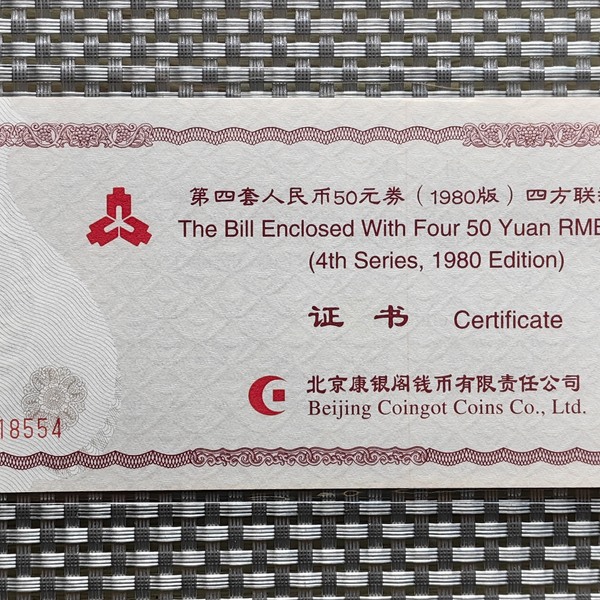 第四套人民币50元券（1980版）四方联
The Bill Enclosed With Four 50 Yuan RMB
(4th Series, 1980 Edition)
证 书 Certificate
北京康银阁钱币有限责任公司
Beijing Coingot Coins Co., Ltd.
18554